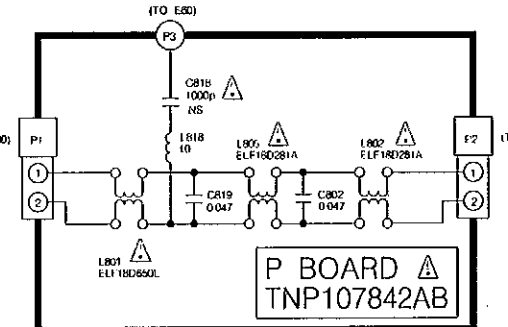 (TO E60)
P3
C818
1000p
NS
L818
10
P1
1
2
L805
ELF18D281A
L802
ELF18D281A
P2
1
2
C819
0.047
C802
0.047
L801
ELF18D650L
P BOARD
TNP107842AB